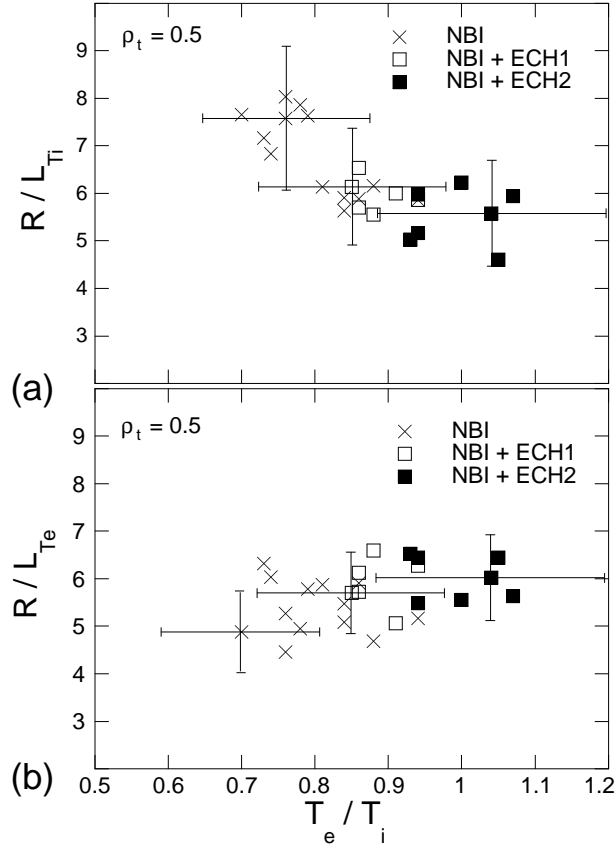 ρt = 0.5
NBI
NBI + ECH1
NBI + ECH2
9
8
7
6
5
4
3
2
R / LTi
(a)
ρt = 0.5
NBI
NBI + ECH1
NBI + ECH2
9
8
7
6
5
4
3
2
R / LTe
(b)
0.5 0.6 0.7 0.8 0.9 1 1.1 1.2
Te / Ti